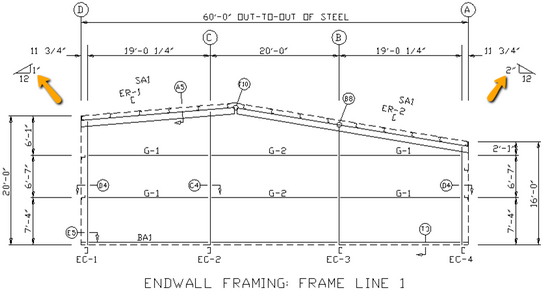 D
60'-0" OUT-TO-OUT OF STEEL
A
11 3/4"
19'-0 1/4"
C
20'-0"
B
19'-0 1/4"
11 3/4"
1"
12
SA1
ER-1
A5
F10
B8
SA1
ER-2
2"
12
20'-0"
6'-1"
6'-7"
7'-4"
G-1
G-2
G-1
G-1
G-2
G-1
D4
C4
D4
2'-1"
6'-7"
7'-4"
16'-0"
E5
BA1
T3
EC-1
EC-2
EC-3
EC-4
ENDWALL FRAMING: FRAME LINE 1